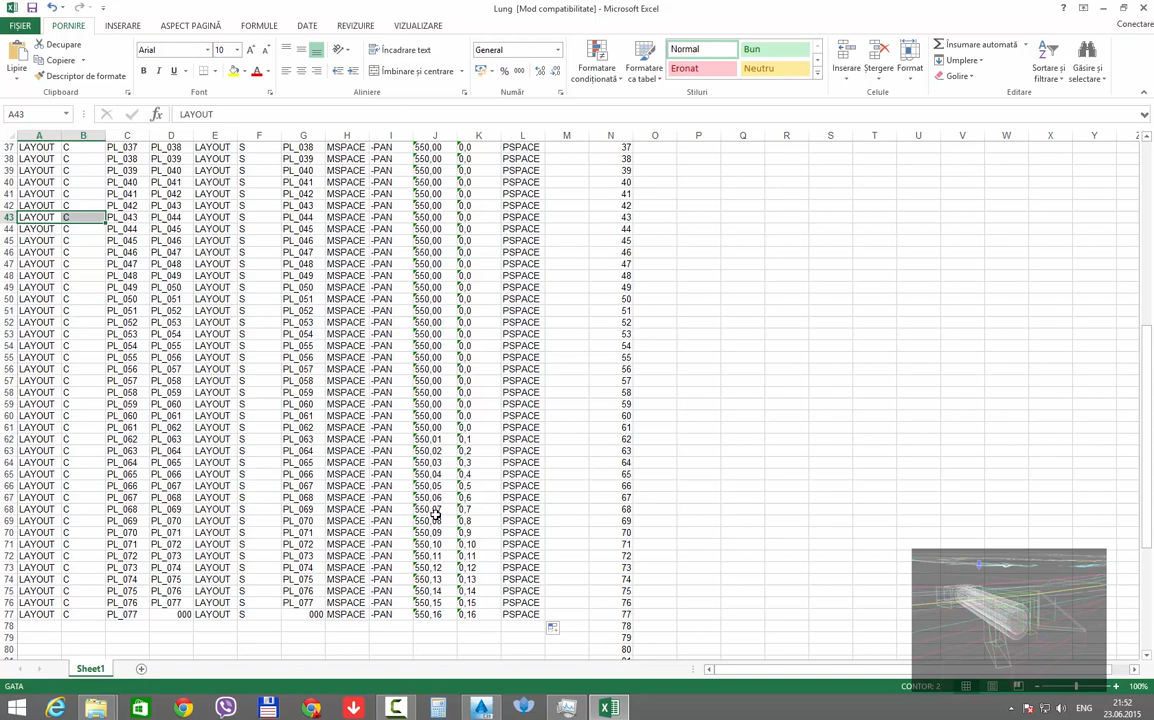 Lung [Mod compatibilitate] - Microsoft Excel
FIȘIER PORNIRE INSERARE ASPECT PAGINĂ FORMULE DATE REVIZUIRE VIZUALIZARE Conectare
Lipire
Decupare
Copiere
Descriptor de formate
Clipboard
Arial 10
B I U
Font
Încadrare text
Îmbinare și centrare
Aliniere
General
Număr
Formatare condiționată
Formatare ca tabel
Normal Bun
Eronat Neutru
Stiluri
Inserare Ștergere Format
Celule
Însumare automată
Umplere
Golire
Sortare și filtrare
Găsire și selectare
Editare
A43 fx LAYOUT
A B C D E F G H I J K L M N O P Q R S T U V W X Y Z
37 LAYOUT C PL_037 PL_038 LAYOUT S PL_038 MSPACE -PAN 550,00 0,0 PSPACE 37
38 LAYOUT C PL_038 PL_039 LAYOUT S PL_039 MSPACE -PAN 550,00 0,0 PSPACE 38
39 LAYOUT C PL_039 PL_040 LAYOUT S PL_040 MSPACE -PAN 550,00 0,0 PSPACE 39
40 LAYOUT C PL_040 PL_041 LAYOUT S PL_041 MSPACE -PAN 550,00 0,0 PSPACE 40
41 LAYOUT C PL_041 PL_042 LAYOUT S PL_042 MSPACE -PAN 550,00 0,0 PSPACE 41
42 LAYOUT C PL_042 PL_043 LAYOUT S PL_043 MSPACE -PAN 550,00 0,0 PSPACE 42
43 LAYOUT C PL_043 PL_044 LAYOUT S PL_044 MSPACE -PAN 550,00 0,0 PSPACE 43
44 LAYOUT C PL_044 PL_045 LAYOUT S PL_045 MSPACE -PAN 550,00 0,0 PSPACE 44
45 LAYOUT C PL_045 PL_046 LAYOUT S PL_046 MSPACE -PAN 550,00 0,0 PSPACE 45
46 LAYOUT C PL_046 PL_047 LAYOUT S PL_047 MSPACE -PAN 550,00 0,0 PSPACE 46
47 LAYOUT C PL_047 PL_048 LAYOUT S PL_048 MSPACE -PAN 550,00 0,0 PSPACE 47
48 LAYOUT C PL_048 PL_049 LAYOUT S PL_049 MSPACE -PAN 550,00 0,0 PSPACE 48
49 LAYOUT C PL_049 PL_050 LAYOUT S PL_050 MSPACE -PAN 550,00 0,0 PSPACE 49
50 LAYOUT C PL_050 PL_051 LAYOUT S PL_051 MSPACE -PAN 550,00 0,0 PSPACE 50
51 LAYOUT C PL_051 PL_052 LAYOUT S PL_052 MSPACE -PAN 550,00 0,0 PSPACE 51
52 LAYOUT C PL_052 PL_053 LAYOUT S PL_053 MSPACE -PAN 550,00 0,0 PSPACE 52
53 LAYOUT C PL_053 PL_054 LAYOUT S PL_054 MSPACE -PAN 550,00 0,0 PSPACE 53
54 LAYOUT C PL_054 PL_055 LAYOUT S PL_055 MSPACE -PAN 550,00 0,0 PSPACE 54
55 LAYOUT C PL_055 PL_056 LAYOUT S PL_056 MSPACE -PAN 550,00 0,0 PSPACE 55
56 LAYOUT C PL_056 PL_057 LAYOUT S PL_057 MSPACE -PAN 550,00 0,0 PSPACE 56
57 LAYOUT C PL_057 PL_058 LAYOUT S PL_058 MSPACE -PAN 550,00 0,0 PSPACE 57
58 LAYOUT C PL_058 PL_059 LAYOUT S PL_059 MSPACE -PAN 550,00 0,0 PSPACE 58
59 LAYOUT C PL_059 PL_060 LAYOUT S PL_060 MSPACE -PAN 550,00 0,0 PSPACE 59
60 LAYOUT C PL_060 PL_061 LAYOUT S PL_061 MSPACE -PAN 550,00 0,0 PSPACE 60
61 LAYOUT C PL_061 PL_062 LAYOUT S PL_062 MSPACE -PAN 550,00 0,0 PSPACE 61
62 LAYOUT C PL_062 PL_063 LAYOUT S PL_063 MSPACE -PAN 550,01 0,1 PSPACE 62
63 LAYOUT C PL_063 PL_064 LAYOUT S PL_064 MSPACE -PAN 550,02 0,2 PSPACE 63
64 LAYOUT C PL_064 PL_065 LAYOUT S PL_065 MSPACE -PAN 550,03 0,3 PSPACE 64
65 LAYOUT C PL_065 PL_066 LAYOUT S PL_066 MSPACE -PAN 550,04 0,4 PSPACE 65
66 LAYOUT C PL_066 PL_067 LAYOUT S PL_067 MSPACE -PAN 550,05 0,5 PSPACE 66
67 LAYOUT C PL_067 PL_068 LAYOUT S PL_068 MSPACE -PAN 550,06 0,6 PSPACE 67
68 LAYOUT C PL_068 PL_069 LAYOUT S PL_069 MSPACE -PAN 550,07 0,7 PSPACE 68
69 LAYOUT C PL_069 PL_070 LAYOUT S PL_070 MSPACE -PAN 550,08 0,8 PSPACE 69
70 LAYOUT C PL_070 PL_071 LAYOUT S PL_071 MSPACE -PAN 550,09 0,9 PSPACE 70
71 LAYOUT C PL_071 PL_072 LAYOUT S PL_072 MSPACE -PAN 550,10 0,10 PSPACE 71
72 LAYOUT C PL_072 PL_073 LAYOUT S PL_073 MSPACE -PAN 550,11 0,11 PSPACE 72
73 LAYOUT C PL_073 PL_074 LAYOUT S PL_074 MSPACE -PAN 550,12 0,12 PSPACE 73
74 LAYOUT C PL_074 PL_075 LAYOUT S PL_075 MSPACE -PAN 550,13 0,13 PSPACE 74
75 LAYOUT C PL_075 PL_076 LAYOUT S PL_076 MSPACE -PAN 550,14 0,14 PSPACE 75
76 LAYOUT C PL_076 PL_077 LAYOUT S PL_077 MSPACE -PAN 550,15 0,15 PSPACE 76
77 LAYOUT C PL_077 000 LAYOUT S 000 MSPACE -PAN 550,16 0,16 PSPACE 77
78 78
79 79
80 80
Sheet1
GATA CONTOR: 2 100%
ENG 21:52
23.06.2015